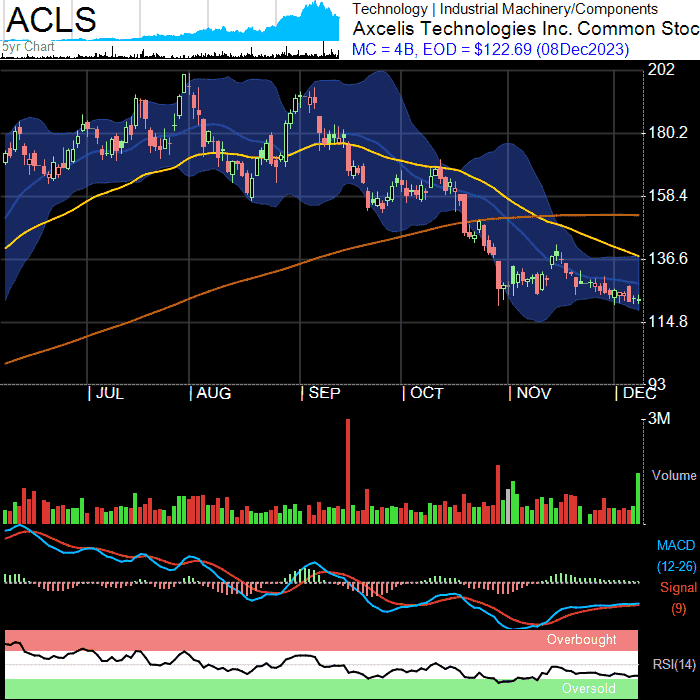 ACLS
5yr Chart
Technology | Industrial Machinery/Components
Axcelis Technologies Inc. Common Stoc
MC = 4B, EOD = $122.69 (08Dec2023)
202
180.2
158.4
136.6
114.8
93
| JUL | AUG | SEP | OCT | NOV | DEC
3M
Volume
MACD
(12-26)
Signal
(9)
Overbought
RSI(14)
Oversold